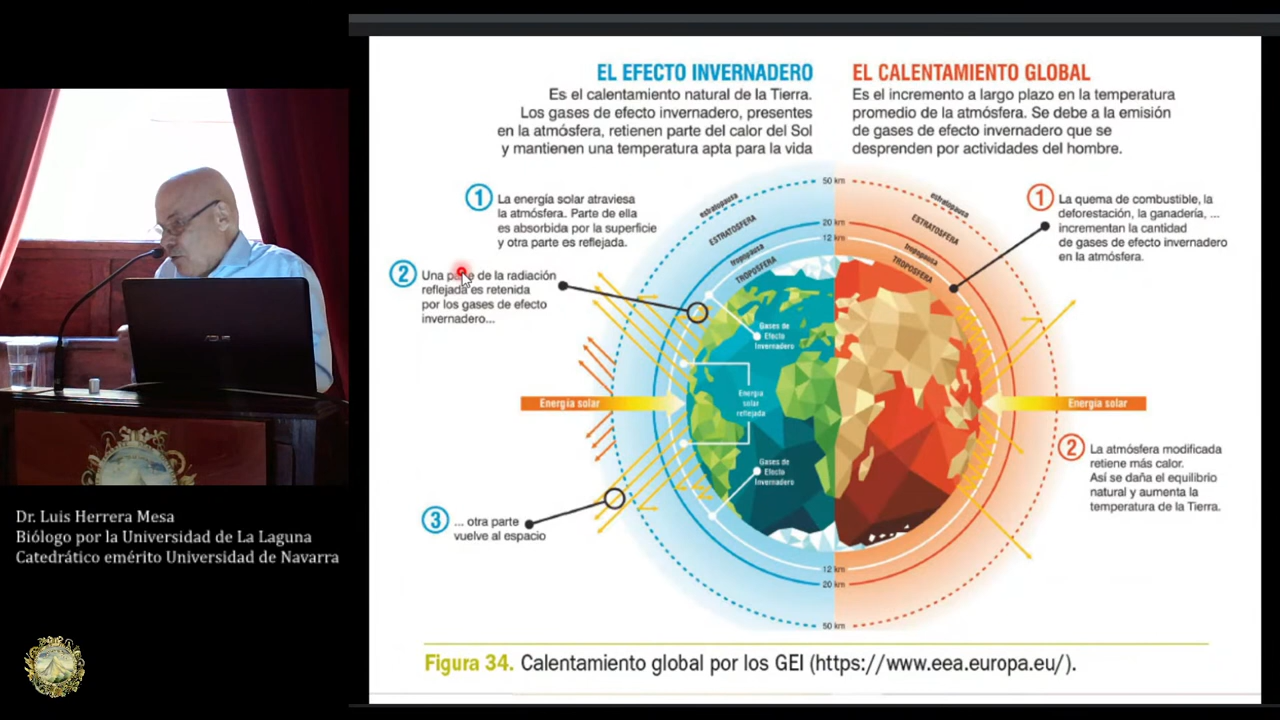 EL EFECTO INVERNADERO
Es el calentamiento natural de la Tierra.
Los gases de efecto invernadero, presentes
en la atmósfera, retienen parte del calor del Sol
y mantienen una temperatura apta para la vida
EL CALENTAMIENTO GLOBAL
Es el incremento a largo plazo en la temperatura
promedio de la atmósfera. Se debe a la emisión
de gases de efecto invernadero que se
desprenden por actividades del hombre.
1
La energía solar atraviesa
la atmósfera. Parte de ella
es absorbida por la superficie
y otra parte es reflejada.
2
Una parte de la radiación
reflejada es retenida
por los gases de efecto
invernadero...
3
... otra parte
vuelve al espacio
Energía solar
50 km
20 km
12 km
estratopausa
ESTRATOSFERA
tropopausa
TROPOSFERA
Gases de
Efecto
Invernadero
Energía
solar
reflejada
Gases de
Efecto
Invernadero
estratopausa
ESTRATOSFERA
tropopausa
TROPOSFERA
12 km
20 km
50 km
1
La quema de combustible, la
deforestación, la ganadería, ...
incrementan la cantidad
de gases de efecto invernadero
en la atmósfera.
Energía solar
2
La atmósfera modificada
retiene más calor.
Así se daña el equilibrio
natural y aumenta la
temperatura de la Tierra.
Figura 34. Calentamiento global por los GEI (https://www.eea.europa.eu/).
ASUS
Dr. Luis Herrera Mesa
Biólogo por la Universidad de La Laguna
Catedrático emérito Universidad de Navarra